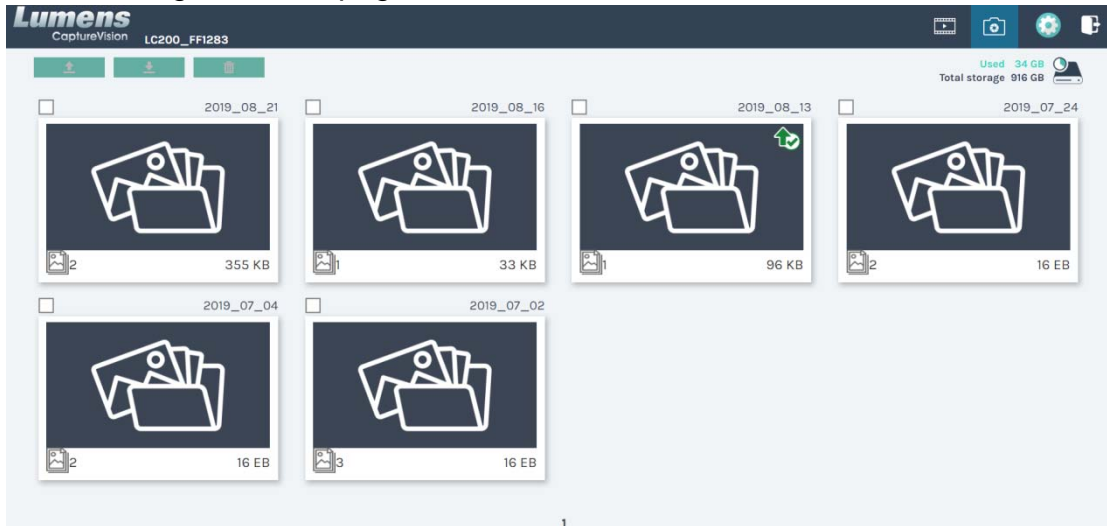 Lumens
CaptureVision LC200_FF1283
Used 34 GB
Total storage 916 GB
2019_08_21 2019_08_16 2019_08_13 2019_07_24
2 355 KB 1 33 KB 1 96 KB 2 16 EB
2019_07_04 2019_07_02
2 16 EB 3 16 EB
1